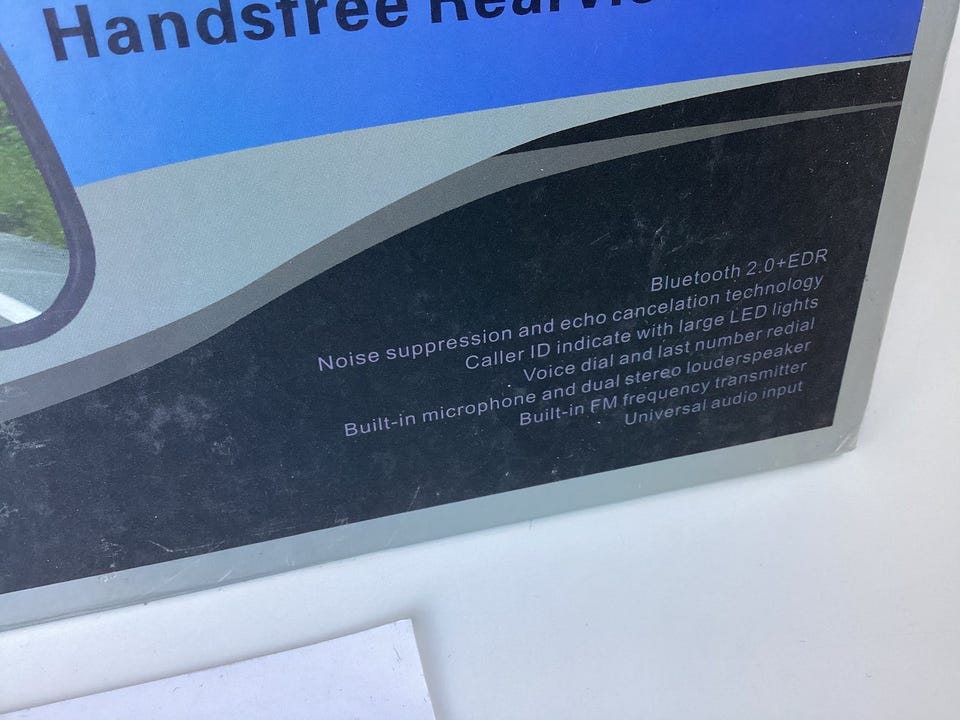 Handsfree
Bluetooth 2.0+EDR
Noise suppression and echo cancelation technology
Caller ID indicate with large LED lights
Voice dial and last number redial
Built-in microphone and dual stereo louderspeaker
Built-in FM frequency transmitter
Universal audio input